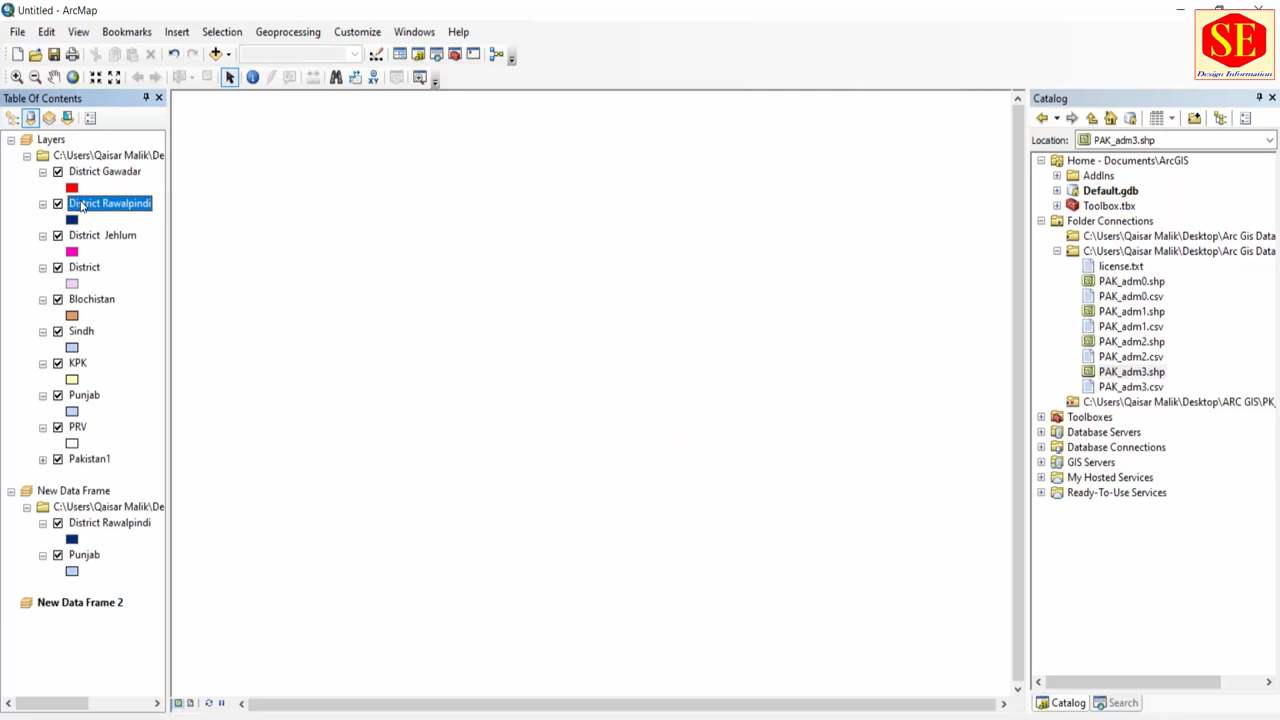 Untitled - ArcMap
SE
Design Information
File Edit View Bookmarks Insert Selection Geoprocessing Customize Windows Help
Table Of Contents
Layers
C:\Users\Qaisar Malik\De
District Gawadar
District Rawalpindi
District Jehlum
District
Blochistan
Sindh
KPK
Punjab
PRV
Pakistan1
New Data Frame
C:\Users\Qaisar Malik\De
District Rawalpindi
Punjab
New Data Frame 2
Catalog
Location: PAK_adm3.shp
Home - Documents\ArcGIS
AddIns
Default.gdb
Toolbox.tbx
Folder Connections
C:\Users\Qaisar Malik\Desktop\Arc Gis Data
C:\Users\Qaisar Malik\Desktop\Arc Gis Data
license.txt
PAK_adm0.shp
PAK_adm0.csv
PAK_adm1.shp
PAK_adm1.csv
PAK_adm2.shp
PAK_adm2.csv
PAK_adm3.shp
PAK_adm3.csv
C:\Users\Qaisar Malik\Desktop\ARC GIS\PK_
Toolboxes
Database Servers
Database Connections
GIS Servers
My Hosted Services
Ready-To-Use Services
Catalog Search